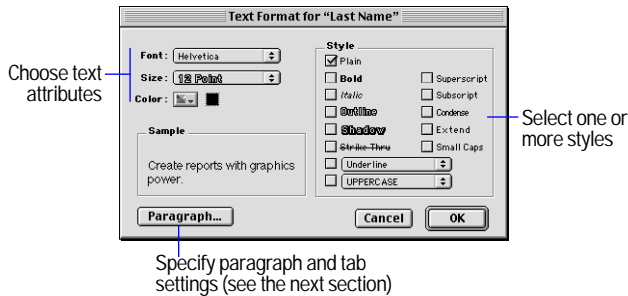 Text Format for “Last Name”
Choose text
attributes
Font: Helvetica
Size: 12 Point
Color:
Sample
Create reports with graphics
power.
Style
Plain
Bold
Italic
Outline
Shadow
Strike Thru
Underline
UPPERCASE
Superscript
Subscript
Condense
Extend
Small Caps
Select one or
more styles
Paragraph...
Cancel
OK
Specify paragraph and tab
settings (see the next section)